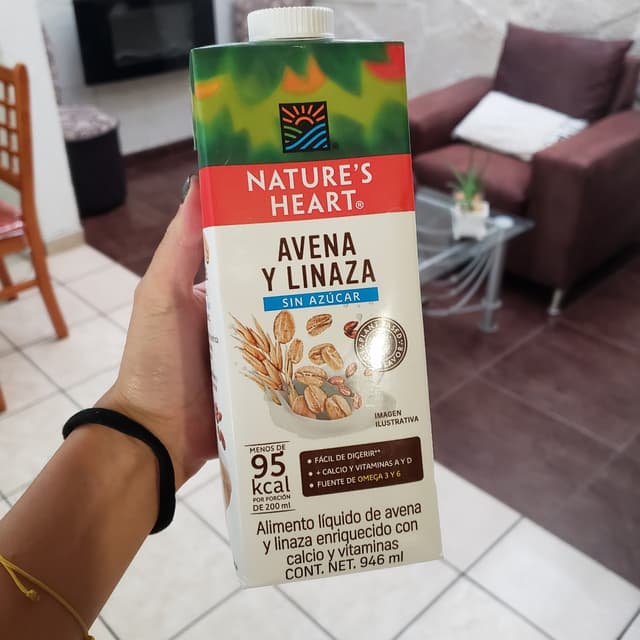 NATURE'S
HEART®
AVENA
Y LINAZA
SIN AZÚCAR
IMAGEN
ILUSTRATIVA
MENOS DE
95
kcal
POR PORCIÓN
DE 200 ml
• FÁCIL DE DIGERIR**
• + CALCIO Y VITAMINAS A Y D
• FUENTE DE OMEGA 3 Y 6
Alimento líquido de avena
y linaza enriquecido con
calcio y vitaminas
CONT. NET. 946 ml